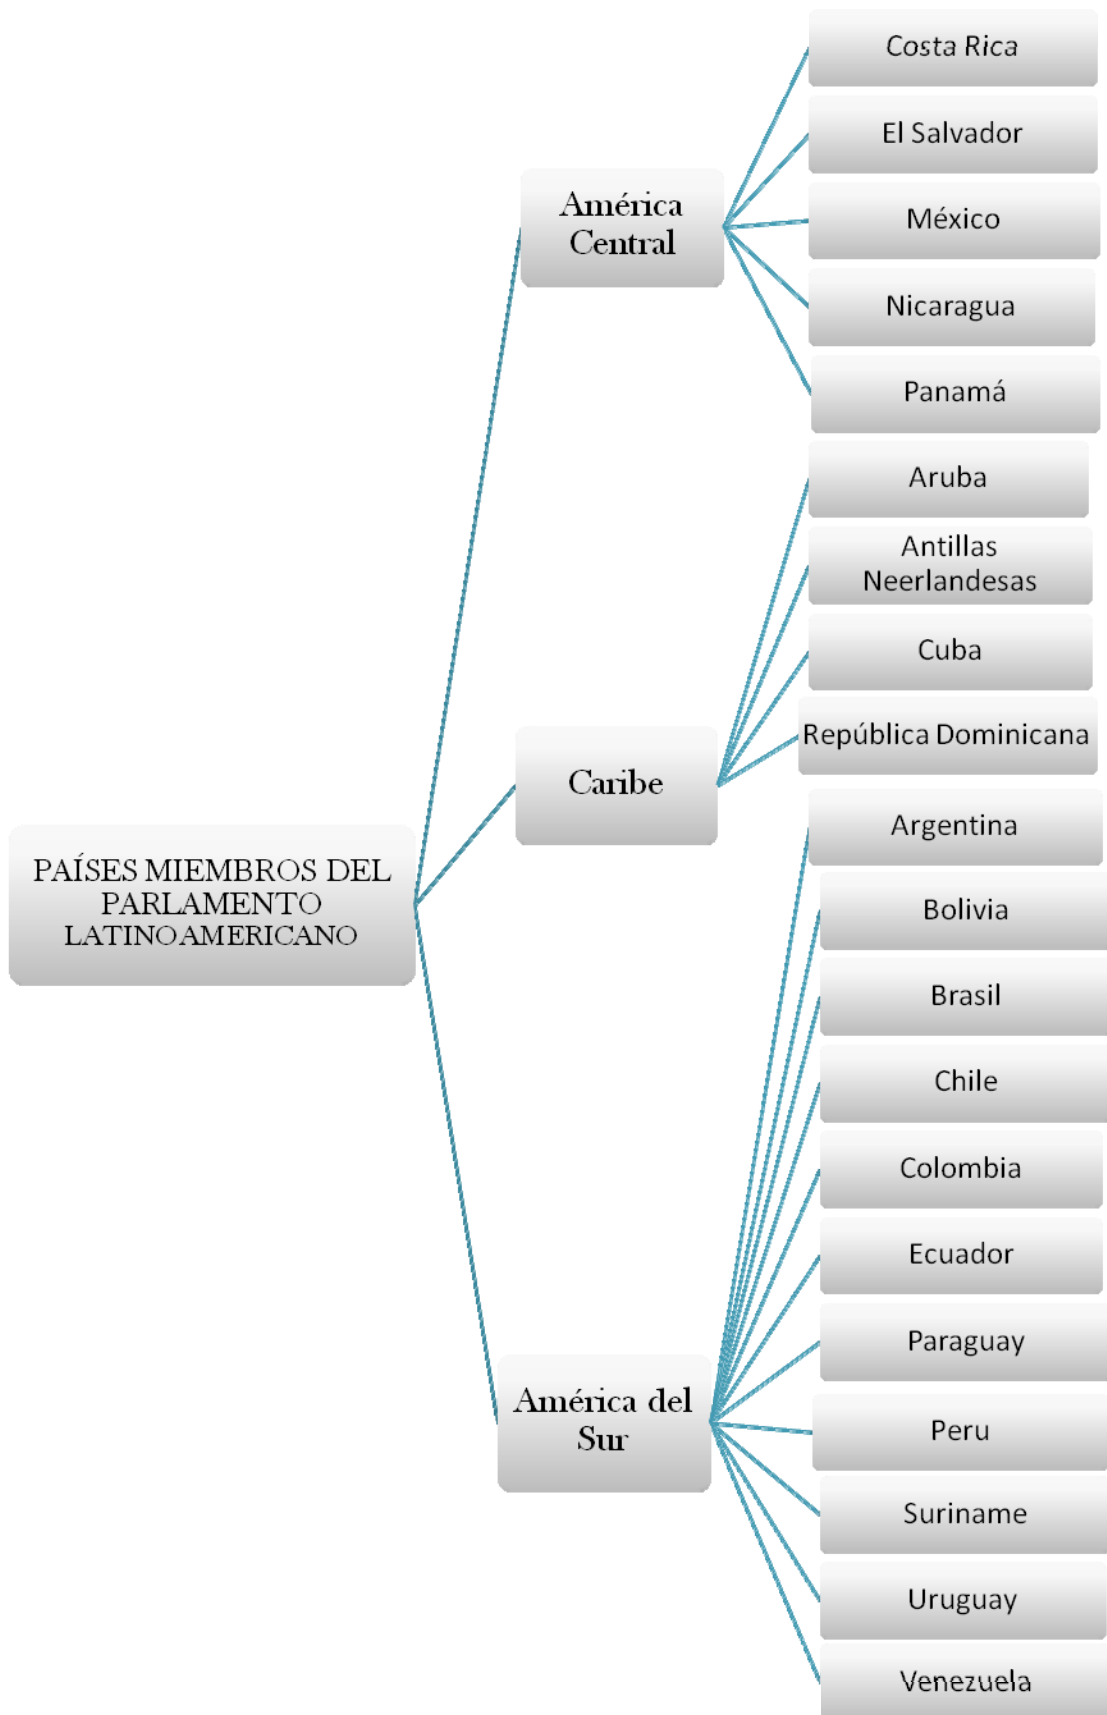 PAÍSES MIEMBROS DEL
PARLAMENTO
LATINOAMERICANO
América
Central
Costa Rica
El Salvador
México
Nicaragua
Panamá
Caribe
Aruba
Antillas
Neerlandesas
Cuba
República Dominicana
América del
Sur
Argentina
Bolivia
Brasil
Chile
Colombia
Ecuador
Paraguay
Peru
Suriname
Uruguay
Venezuela